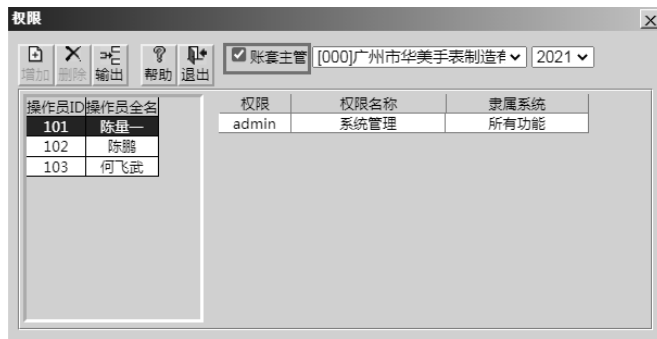 权限
增加 删除 输出 帮助 退出 账套主管 [000]广州市华美手表制造有 2021
操作员ID 操作员全名
101 陈量一
102 陈鹏
103 何飞武
权限 权限名称 隶属系统
admin 系统管理 所有功能